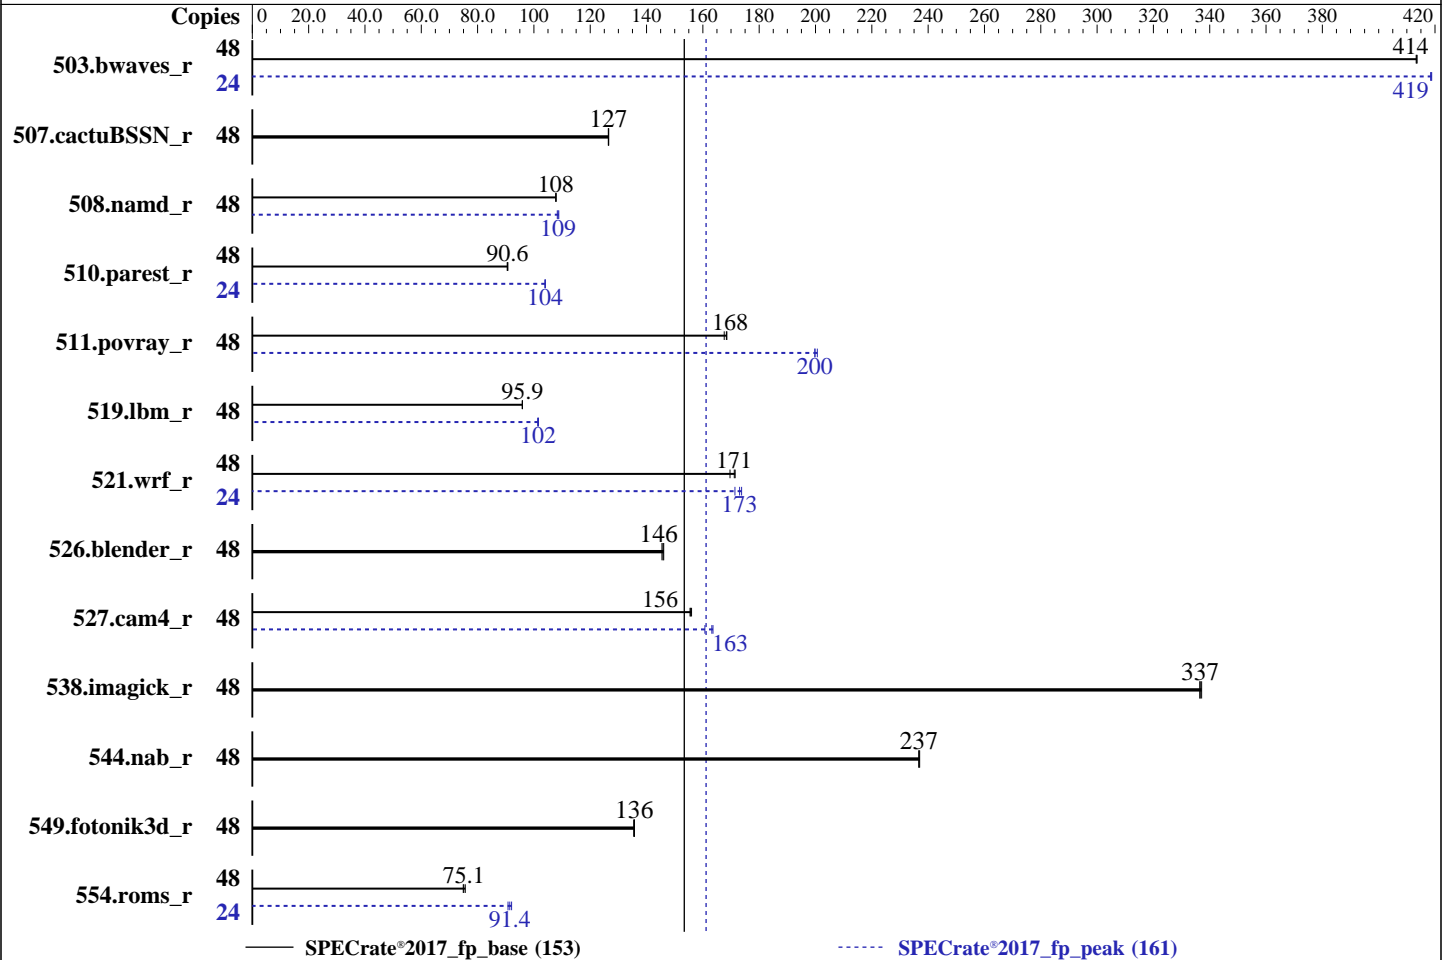 Copies 0 20.0 40.0 60.0 80.0 100 120 140 160 180 200 220 240 260 280 300 320 340 360 380 420
503.bwaves_r 48 414
24 419
507.cactuBSSN_r 48 127
508.namd_r 48 108
109
510.parest_r 48 90.6
24 104
511.povray_r 48 168
200
519.lbm_r 48 95.9
102
521.wrf_r 48 171
24 173
526.blender_r 48 146
527.cam4_r 48 156
163
538.imagick_r 48 337
544.nab_r 48 237
549.fotonik3d_r 48 136
554.roms_r 48 75.1
24 91.4
SPECrate®2017_fp_base (153) SPECrate®2017_fp_peak (161)